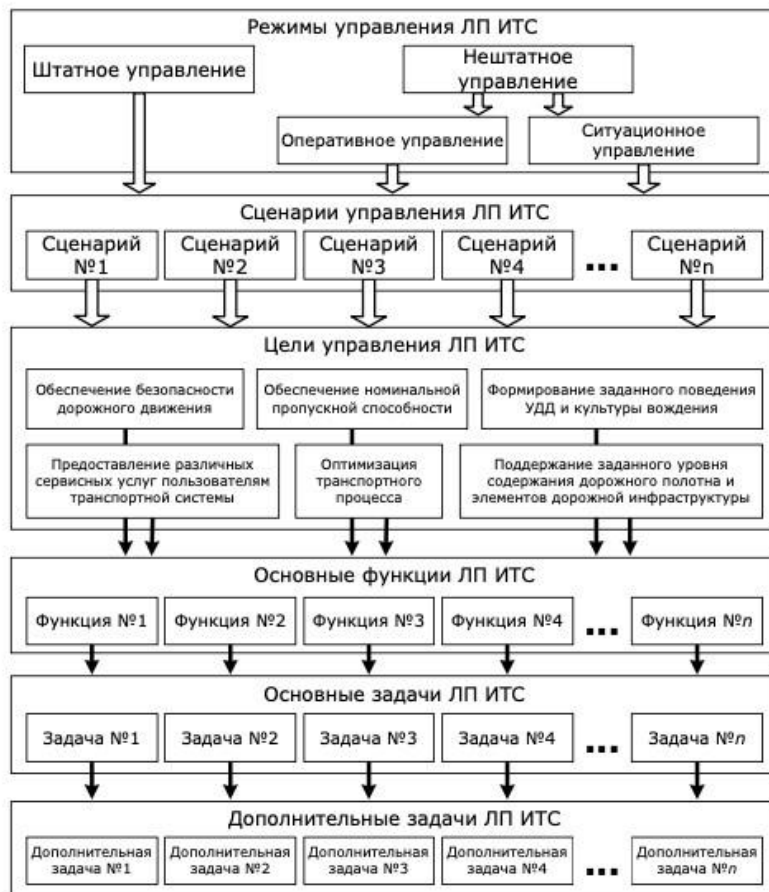 Режимы управления ЛП ИТС
Штатное управление
Нештатное
управление
Оперативное управление
Ситуационное
управление
Сценарии управления ЛП ИТС
Сценарий
№1
Сценарий
№2
Сценарий
№3
Сценарий
№4
...
Сценарий
№n
Цели управления ЛП ИТС
Обеспечение безопасности
дорожного движения
Обеспечение номинальной
пропускной способности
Формирование заданного поведения
УДД и культуры вождения
Предоставление различных
сервисных услуг пользователям
транспортной системы
Оптимизация
транспортного
процесса
Поддержание заданного уровня
содержания дорожного полотна и
элементов дорожной инфраструктуры
Основные функции ЛП ИТС
Функция №1
Функция №2
Функция №3
Функция №4
...
Функция №n
Основные задачи ЛП ИТС
Задача №1
Задача №2
Задача №3
Задача №4
...
Задача №n
Дополнительные задачи ЛП ИТС
Дополнительная
задача №1
Дополнительная
задача №2
Дополнительная
задача №3
Дополнительная
задача №4
...
Дополнительная
задача №n